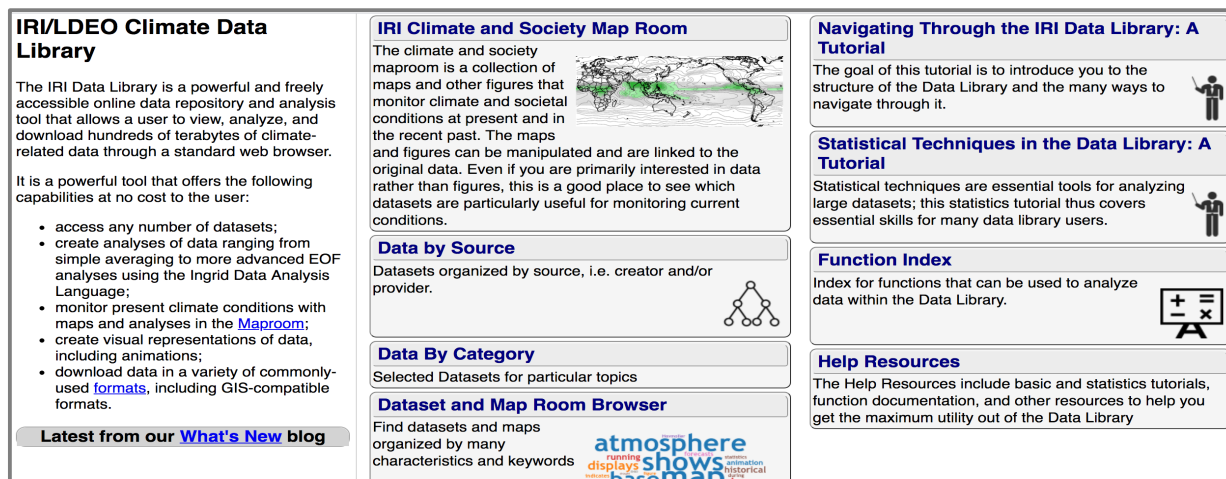 IRI/LDEO Climate Data
Library
The IRI Data Library is a powerful and freely
accessible online data repository and analysis
tool that allows a user to view, analyze, and
download hundreds of terabytes of climate-
related data through a standard web browser.
It is a powerful tool that offers the following
capabilities at no cost to the user:
• access any number of datasets;
• create analyses of data ranging from
simple averaging to more advanced EOF
analyses using the Ingrid Data Analysis
Language;
• monitor present climate conditions with
maps and analyses in the Maproom;
• create visual representations of data,
including animations;
• download data in a variety of commonly-
used formats, including GIS-compatible
formats.
Latest from our What's New blog
IRI Climate and Society Map Room
The climate and society
maproom is a collection of
maps and other figures that
monitor climate and societal
conditions at present and in
the recent past. The maps
and figures can be manipulated and are linked to the
original data. Even if you are primarily interested in data
rather than figures, this is a good place to see which
datasets are particularly useful for monitoring current
conditions.
Data by Source
Datasets organized by source, i.e. creator and/or
provider.
Data By Category
Selected Datasets for particular topics
Dataset and Map Room Browser
Find datasets and maps
organized by many
characteristics and keywords
atmosphere
running
forecasts
displays shows
animation
historical
basemap
during
Navigating Through the IRI Data Library: A
Tutorial
The goal of this tutorial is to introduce you to the
structure of the Data Library and the many ways to
navigate through it.
Statistical Techniques in the Data Library: A
Tutorial
Statistical techniques are essential tools for analyzing
large datasets; this statistics tutorial thus covers
essential skills for many data library users.
Function Index
Index for functions that can be used to analyze
data within the Data Library.
+ =
− ×
Help Resources
The Help Resources include basic and statistics tutorials,
function documentation, and other resources to help you
get the maximum utility out of the Data Library